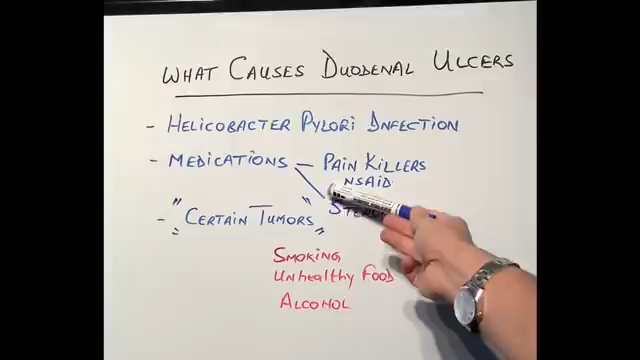 WHAT CAUSES DUODENAL ULCERS
- HELICOBACTER PYLORI INFECTION
- MEDICATIONS - PAIN KILLERS
NSAID
- "CERTAIN TUMORS"
SMOKING
UNHEALTHY FOOD
ALCOHOL